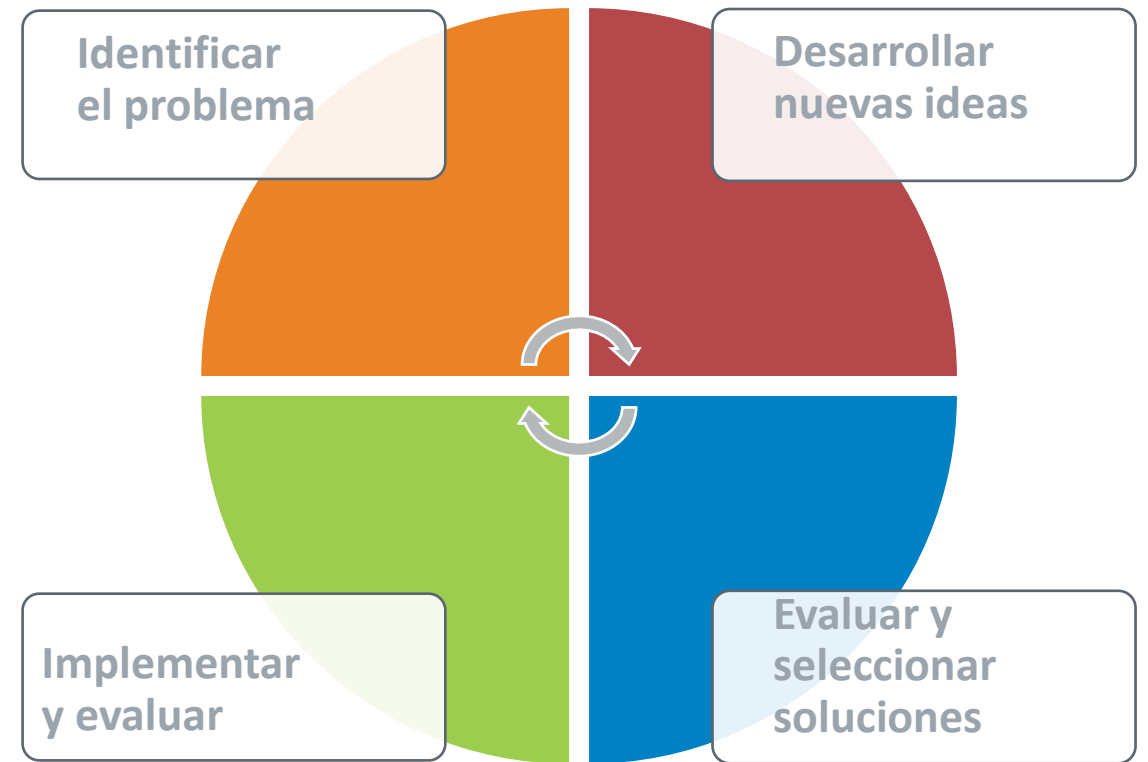 Identificar
el problema
Desarrollar
nuevas ideas
Implementar
y evaluar
Evaluar y
seleccionar
soluciones